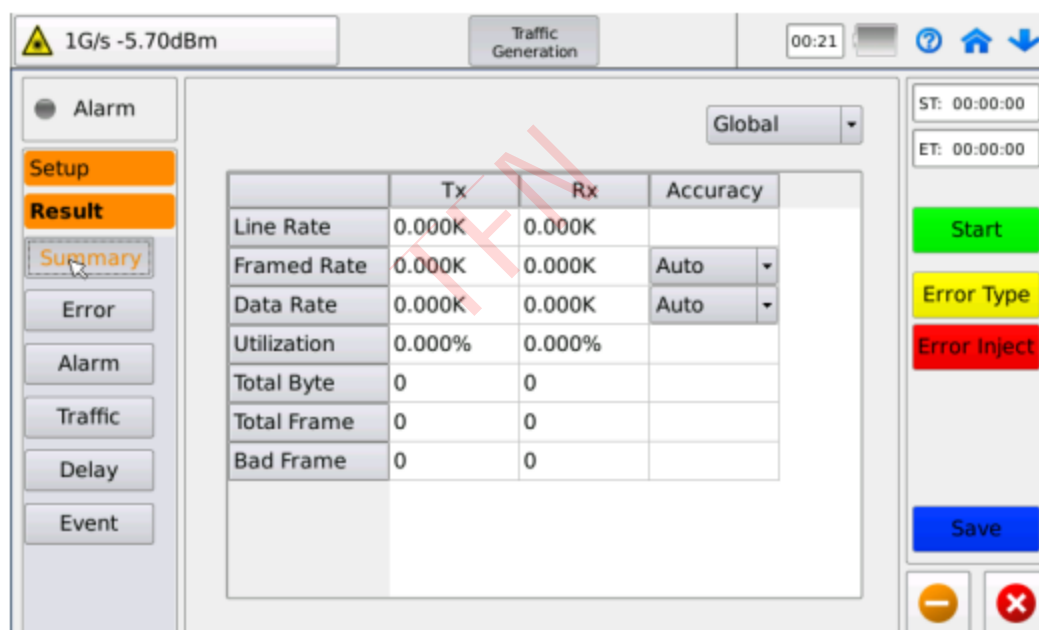 1G/s -5.70dBm
Traffic
Generation
00:21
Alarm
Setup
Result
Summary
Error
Alarm
Traffic
Delay
Event
Global
Tx Rx Accuracy
Line Rate 0.000K 0.000K
Framed Rate 0.000K 0.000K Auto
Data Rate 0.000K 0.000K Auto
Utilization 0.000% 0.000%
Total Byte 0 0
Total Frame 0 0
Bad Frame 0 0
TFN
ST: 00:00:00
ET: 00:00:00
Start
Error Type
Error Inject
Save